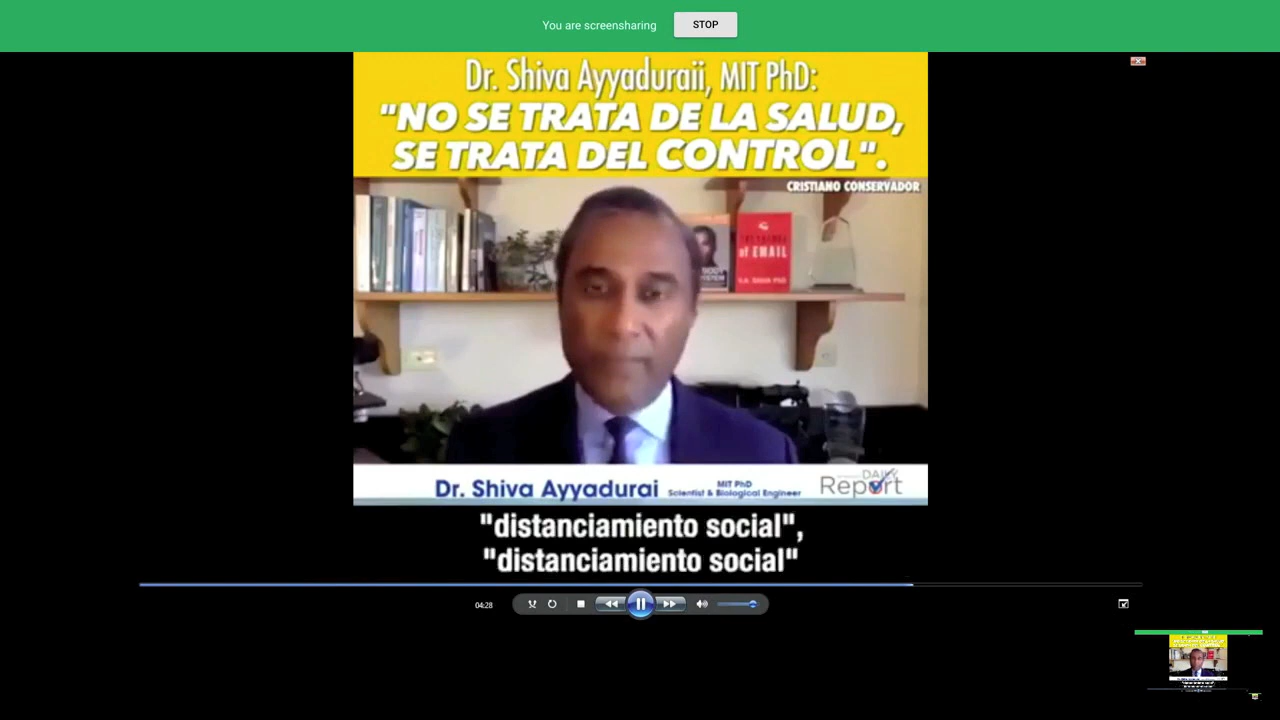 You are screensharing STOP
Dr. Shiva Ayyaduraii, MIT PhD:
"NO SE TRATA DE LA SALUD,
SE TRATA DEL CONTROL".
CRISTIANO CONSERVADOR
of EMAIL
Dr. Shiva Ayyadurai
MIT PhD
Scientist & Biological Engineer
DAILY
Report
"distanciamiento social",
"distanciamiento social"
04:28